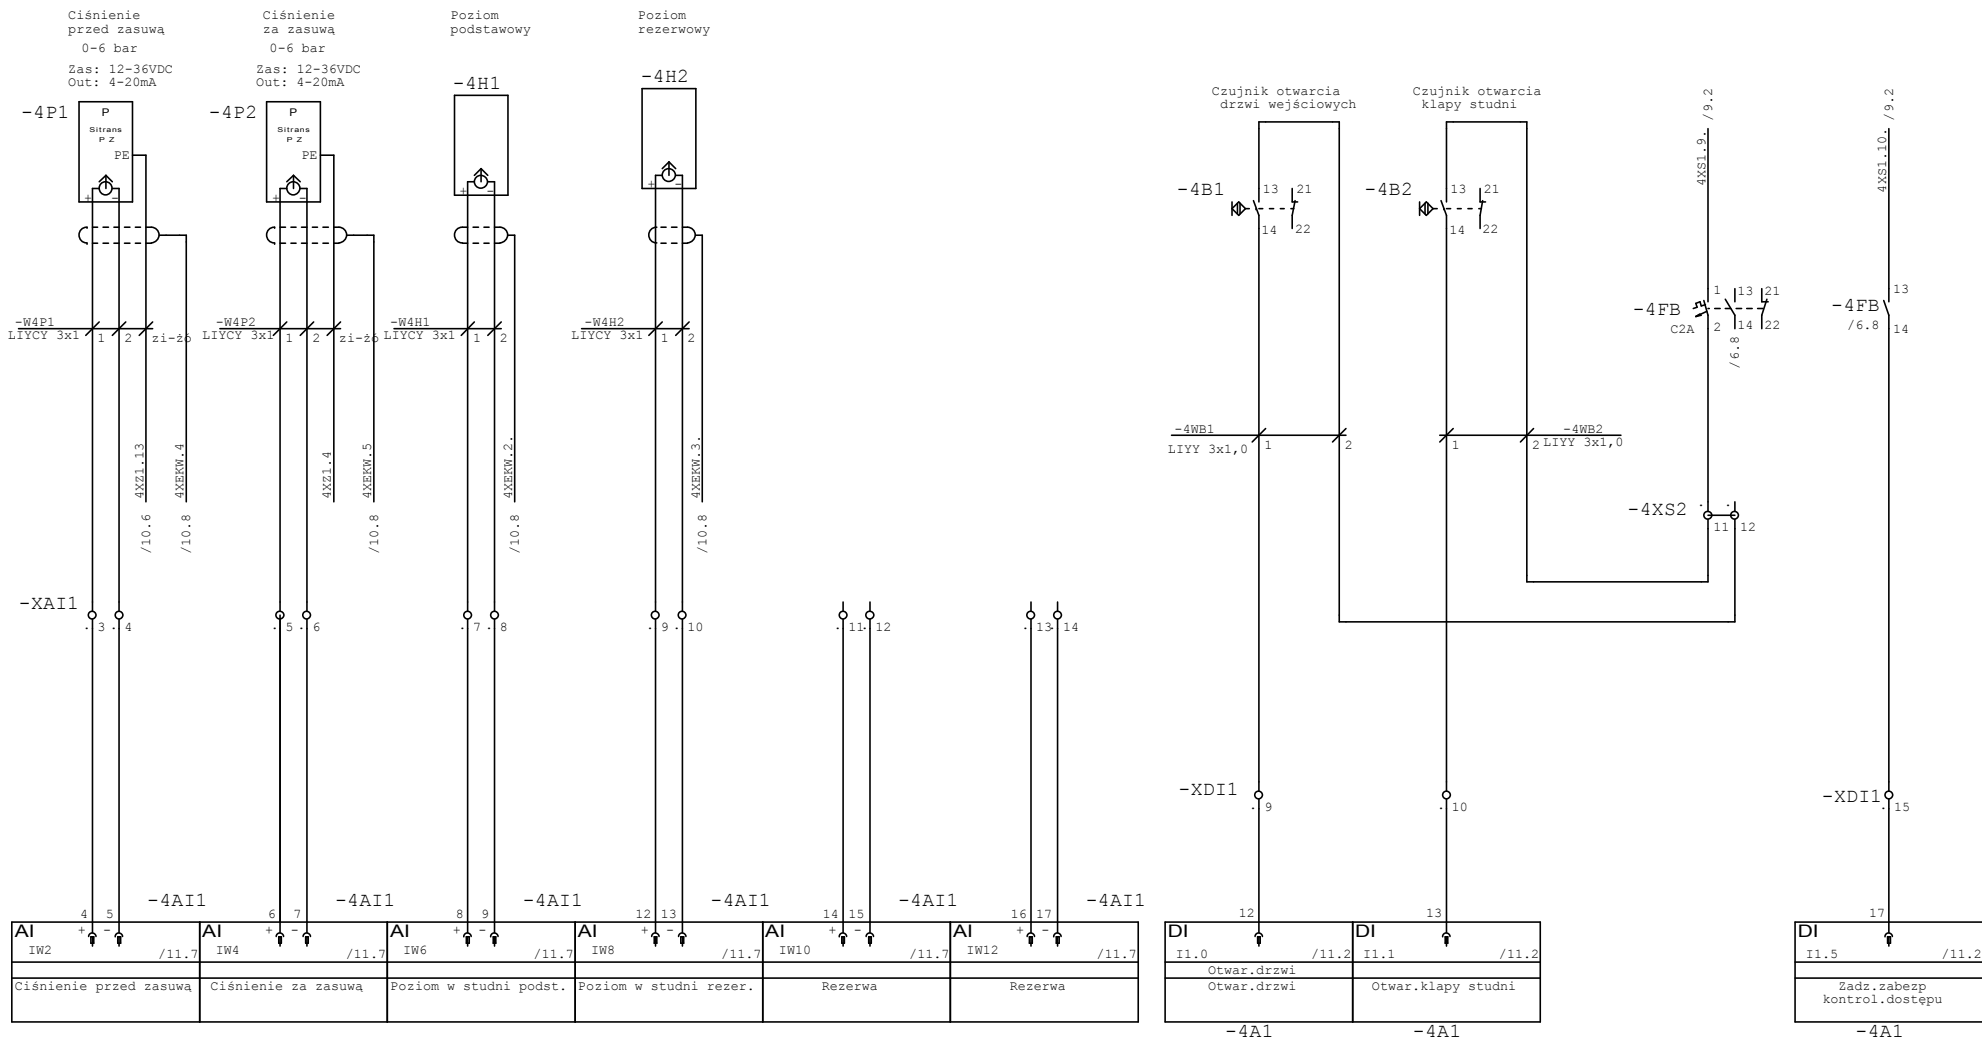 Ciśnienie
przed zasuwą
0-6 bar
Zas: 12-36VDC
Out: 4-20mA
Ciśnienie
za zasuwą
0-6 bar
Zas: 12-36VDC
Out: 4-20mA
Poziom
podstawowy
Poziom
rezerwowy
-4P1
P
Sitrans
P Z
PE
+ -
-4P2
P
Sitrans
P Z
PE
+ -
-4H1
+ -
-4H2
+ -
Czujnik otwarcia
drzwi wejściowych
Czujnik otwarcia
klapy studni
4XS1.9. /9.2
4XS1.10. /9.2
-4B1
13 21
14 22
-4B2
13 21
14 22
-4FB
C2A
1 13 21
2 14 22
/6.8
-4FB
/6.8
13
14
-W4P1
LIYCY 3x1
1 2 zi-żó
-W4P2
LIYCY 3x1
1 2 zi-żó
-W4H1
LIYCY 3x1
1 2
-W4H2
LIYCY 3x1
1 2
-4WB1
LIYY 3x1,0
1 2
-4WB2
LIYY 3x1,0
1 2
/10.6 4XZ1.13
/10.8 4XEKW.4
4XZ1.4
/10.8 4XEKW.5
/10.8 4XEKW.2.
/10.8 4XEKW.3.
-4XS2
11 12
-XAI1
3 4 5 6 7 8 9 10 11 12 13 14
-XDI1
9 10
-XDI1
15
-4AI1 -4AI1 -4AI1 -4AI1 -4AI1 -4AI1
4 5 6 7 8 9 12 13 14 15 16 17
12 13 17
AI + -
IW2 /11.7
Ciśnienie przed zasuwą
AI + -
IW4 /11.7
Ciśnienie za zasuwą
AI + -
IW6 /11.7
Poziom w studni podst.
AI + -
IW8 /11.7
Poziom w studni rezer.
AI + -
IW10 /11.7
Rezerwa
AI + -
IW12 /11.7
Rezerwa
DI
I1.0 /11.2
Otwar.drzwi
Otwar.drzwi
-4A1
DI
I1.1 /11.2
Otwar.klapy studni
-4A1
DI
I1.5 /11.2
Zadz.zabezp
kontrol.dostępu
-4A1